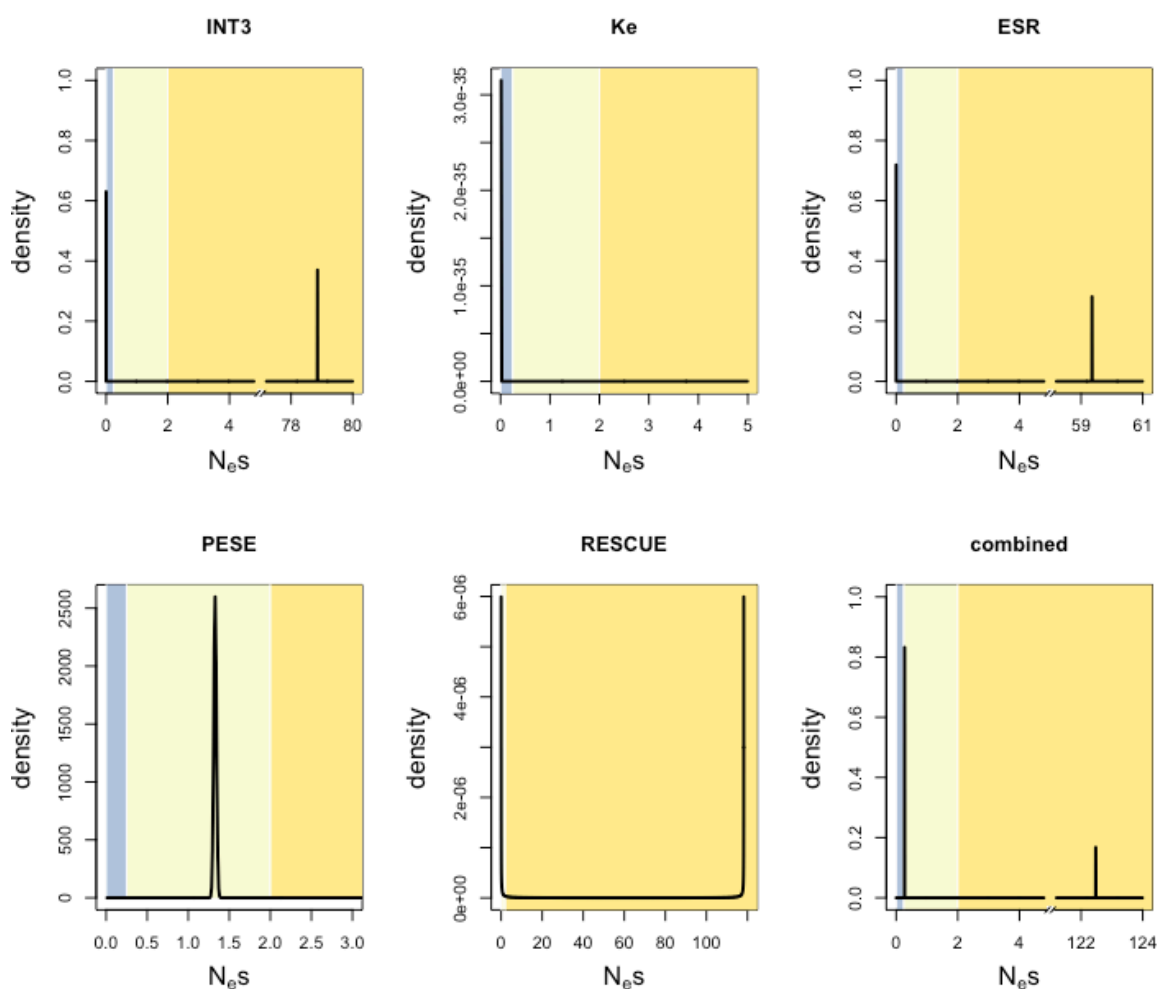 INT3
Ke
ESR
density
0.0 0.2 0.4 0.6 0.8 1.0
0 2 4 78 80
Nₑs
density
0.0e+00 1.0e-35 2.0e-35 3.0e-35
0 1 2 3 4 5
Nₑs
density
0.0 0.2 0.4 0.6 0.8 1.0
0 2 4 59 61
Nₑs
PESE
RESCUE
combined
density
0 500 1000 1500 2000 2500
0.0 0.5 1.0 1.5 2.0 2.5 3.0
Nₑs
density
0e+00 2e-06 4e-06 6e-06
0 20 40 60 80 100
Nₑs
density
0.0 0.2 0.4 0.6 0.8 1.0
0 2 4 122 124
Nₑs